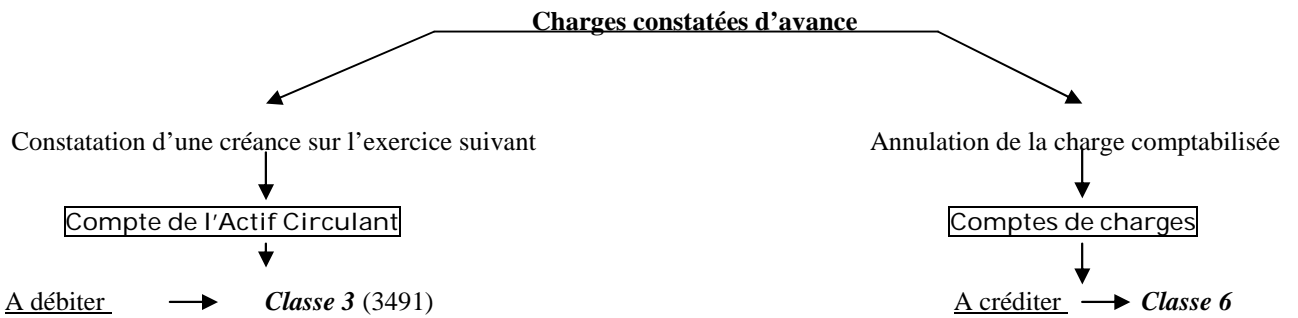 Charges constatées d’avance
Constatation d’une créance sur l’exercice suivant
Annulation de la charge comptabilisée
Compte de l’Actif Circulant
Comptes de charges
A débiter Classe 3 (3491)
A créditer Classe 6